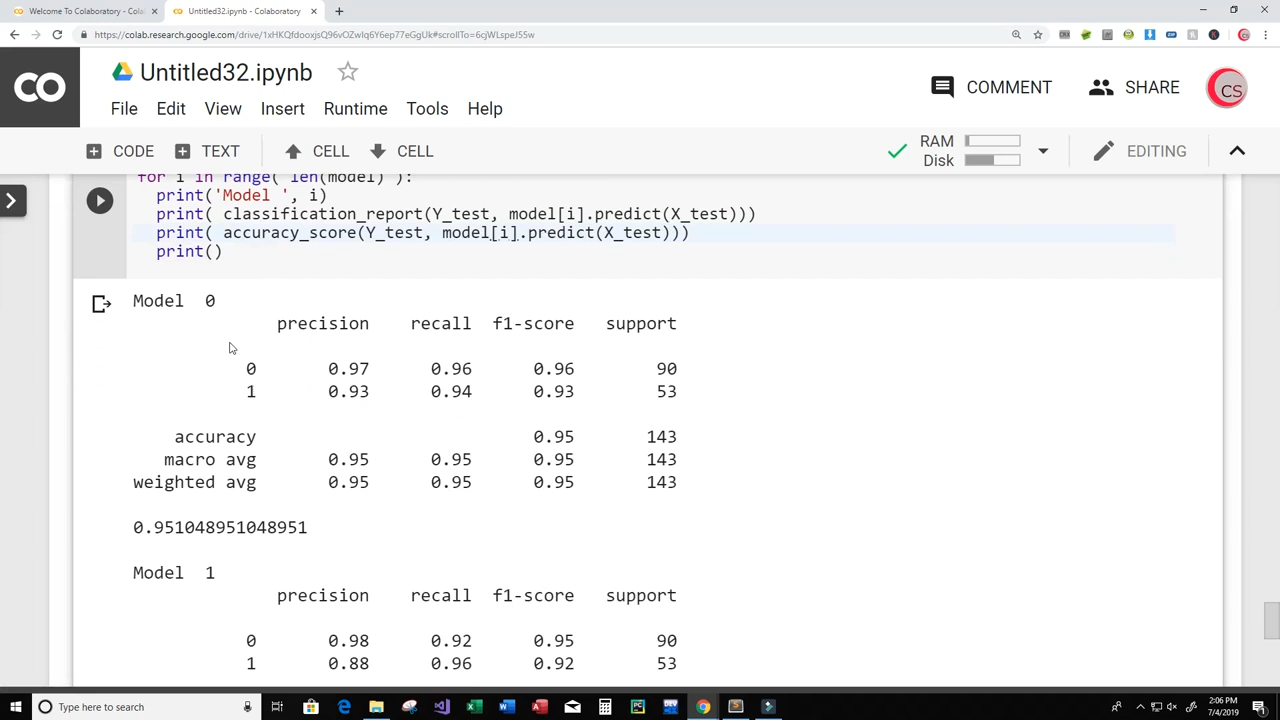 Welcome To Colaboratory - Cola
Untitled32.ipynb - Colaboratory
https://colab.research.google.com/drive/1xHKQfdooxjsQ96vOZwIq6Y6ep77eGgUk#scrollTo=6cjWLspeJ55w
CO
Untitled32.ipynb
COMMENT
SHARE
CS
File Edit View Insert Runtime Tools Help
CODE TEXT CELL CELL
RAM
Disk
EDITING
for i in range( len(model) ):
print('Model ', i)
print( classification_report(Y_test, model[i].predict(X_test)))
print( accuracy_score(Y_test, model[i].predict(X_test)))
print()
Model 0
precision recall f1-score support
0 0.97 0.96 0.96 90
1 0.93 0.94 0.93 53
accuracy 0.95 143
macro avg 0.95 0.95 0.95 143
weighted avg 0.95 0.95 0.95 143
0.951048951048951
Model 1
precision recall f1-score support
0 0.98 0.92 0.95 90
1 0.88 0.96 0.92 53
Type here to search
2:06 PM
7/4/2019